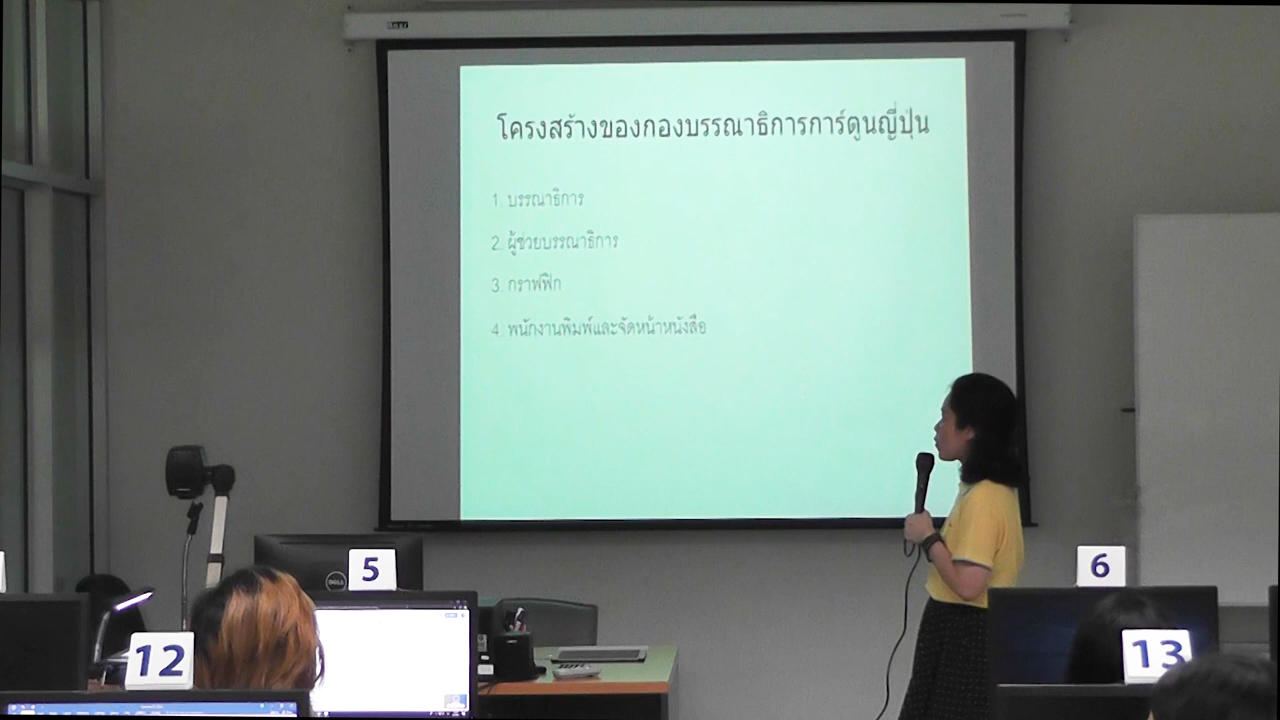 โครงสร้างของกองบรรณาธิการการ์ตูนญี่ปุ่น
1. บรรณาธิการ
2. ผู้ช่วยบรรณาธิการ
3. กราฟฟิก
4. พนักงานพิมพ์และจัดหน้าหนังสือ
DELL
5
6
12
13